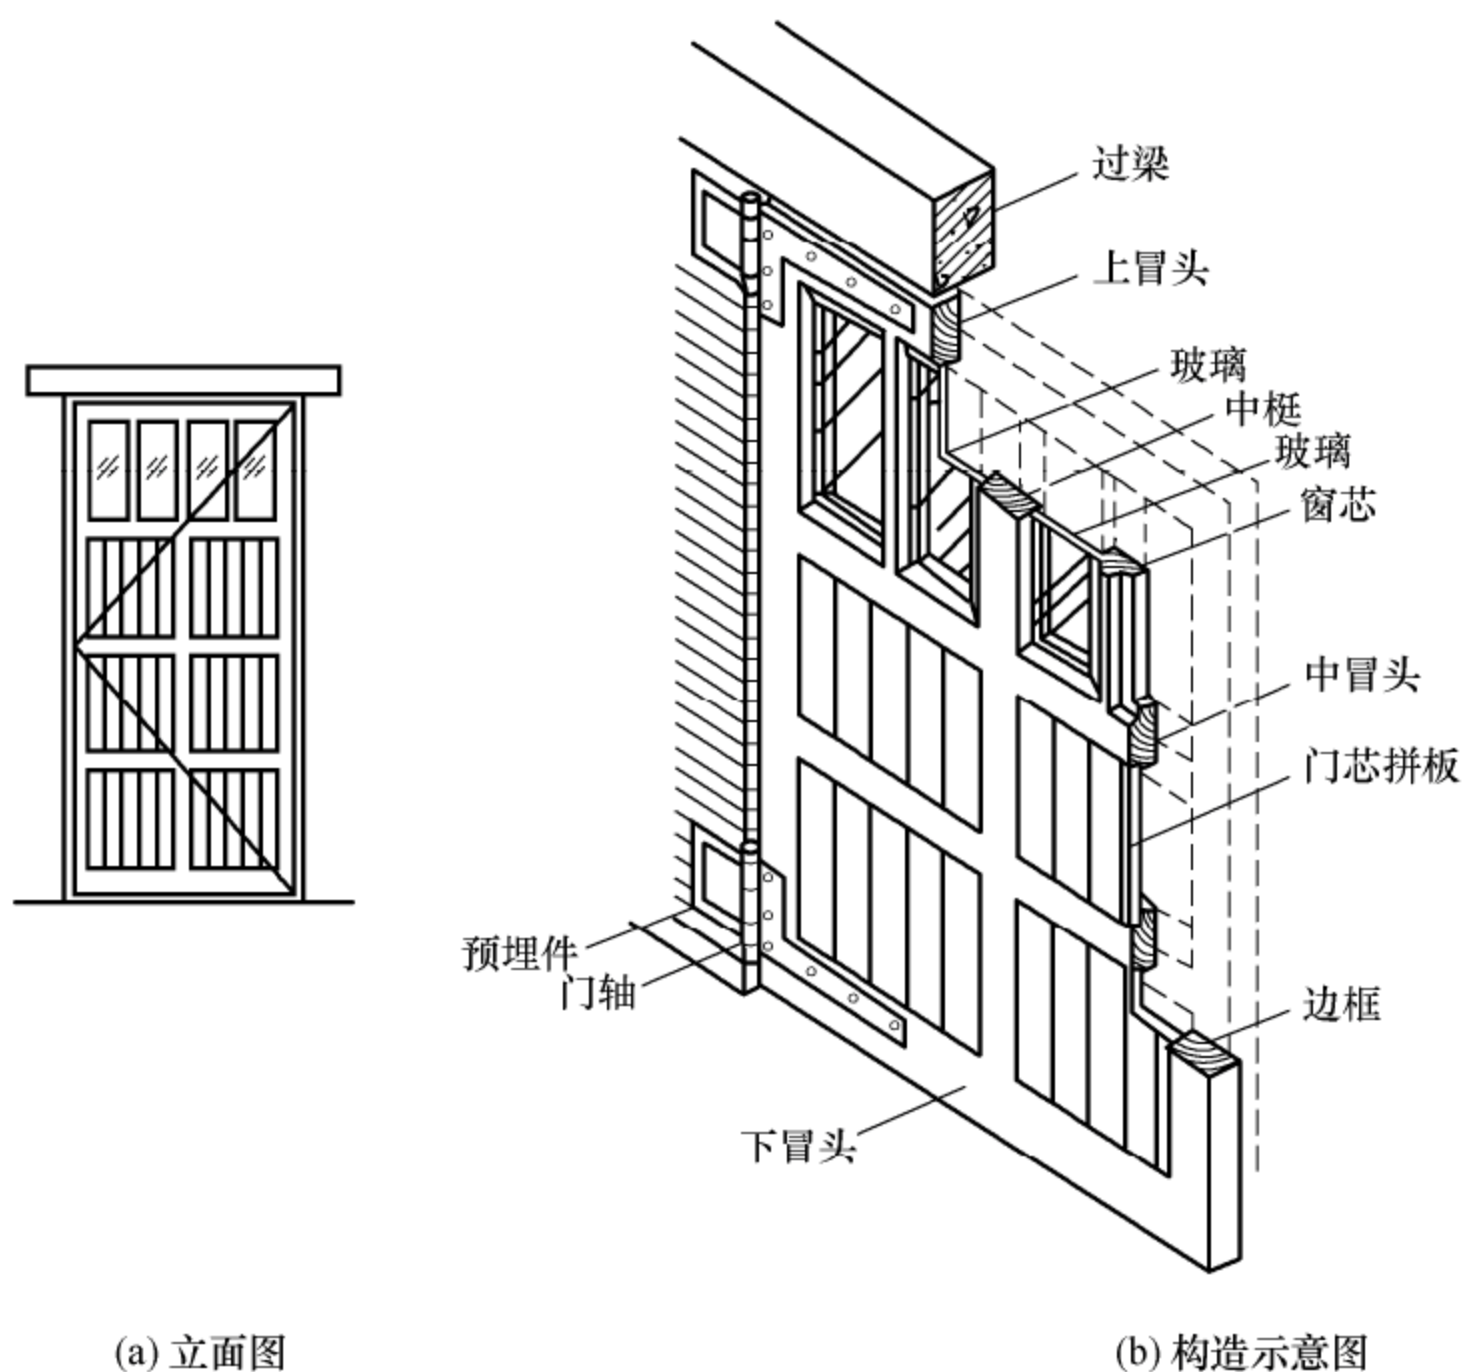 过梁
上冒头
玻璃
中梃
玻璃
窗芯
中冒头
门芯拼板
预埋件
门轴
边框
下冒头
(a) 立面图
(b) 构造示意图